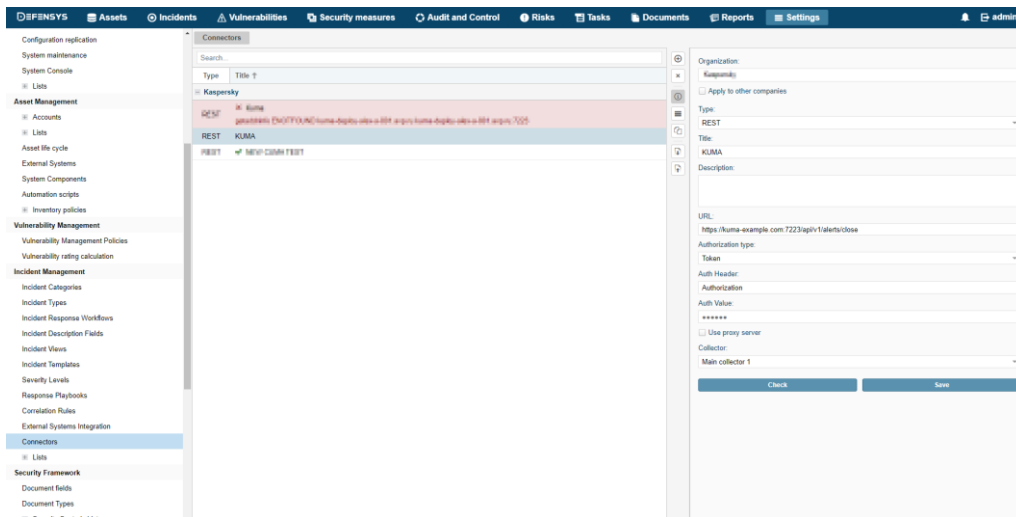 DEFENSYS Assets Incidents Vulnerabilities Security measures Audit and Control Risks Tasks Documents Reports Settings admin
Configuration replication
System maintenance
System Console
Lists
Asset Management
Accounts
Lists
Asset life cycle
External Systems
System Components
Automation scripts
Inventory policies
Vulnerability Management
Vulnerability Management Policies
Vulnerability rating calculation
Incident Management
Incident Categories
Incident Types
Incident Response Workflows
Incident Description Fields
Incident Views
Incident Templates
Severity Levels
Response Playbooks
Correlation Rules
External Systems Integration
Connectors
Lists
Security Framework
Document fields
Document Types
Connectors
Search...
Type Title
Kaspersky
REST Kuma
REST KUMA
REST
Organization:
Kaspersky
Apply to other companies
Type:
REST
Title:
KUMA
Description:
URL:
https://kuma-example.com:7223/api/v1/alerts/close
Authorization type:
Token
Auth Header:
Authorization
Auth Value:
******
Use proxy server
Collector:
Main collector 1
Check Save